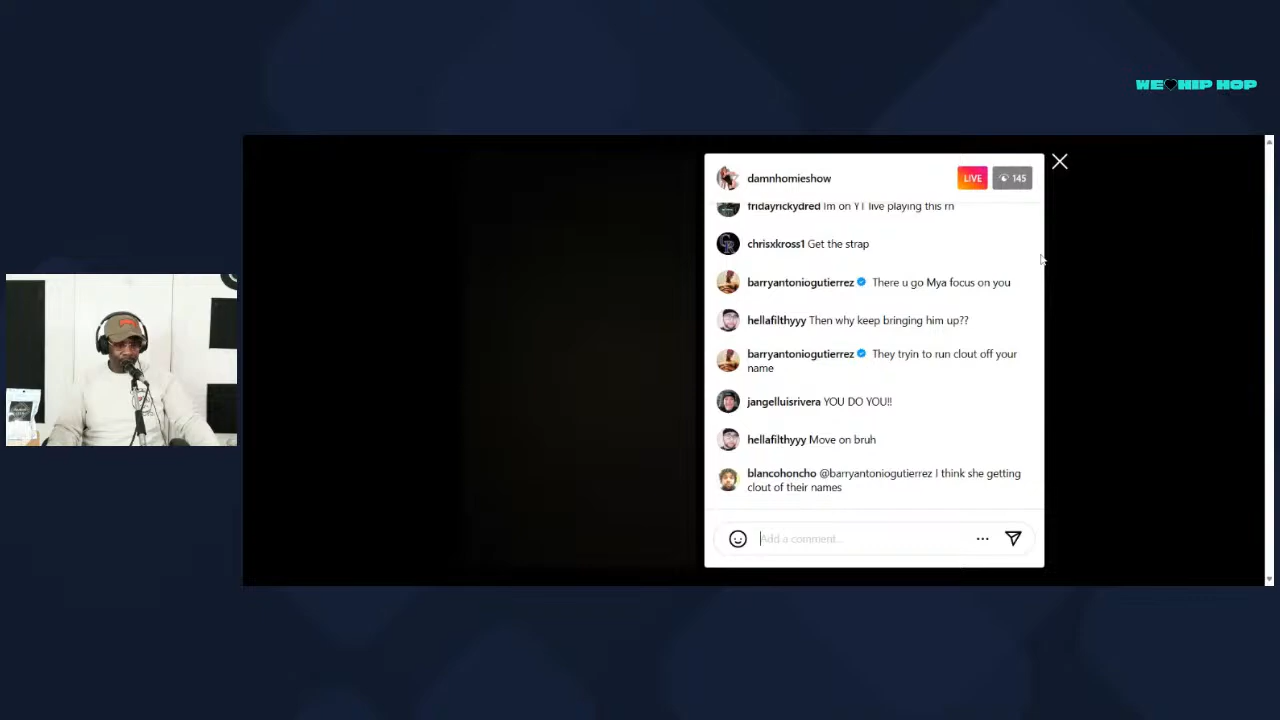 WE HIP HOP
damnhomieshow LIVE 145
fridayrickydred Im on YT live playing this rn
chrisxkross1 Get the strap
barryantoniogutierrez There u go Mya focus on you
hellafilthyyy Then why keep bringing him up??
barryantoniogutierrez They tryin to run clout off your
name
jangelluisrivera YOU DO YOU!!
hellafilthyyy Move on bruh
blancohoncho @barryantoniogutierrez I think she getting
clout of their names
Add a comment...